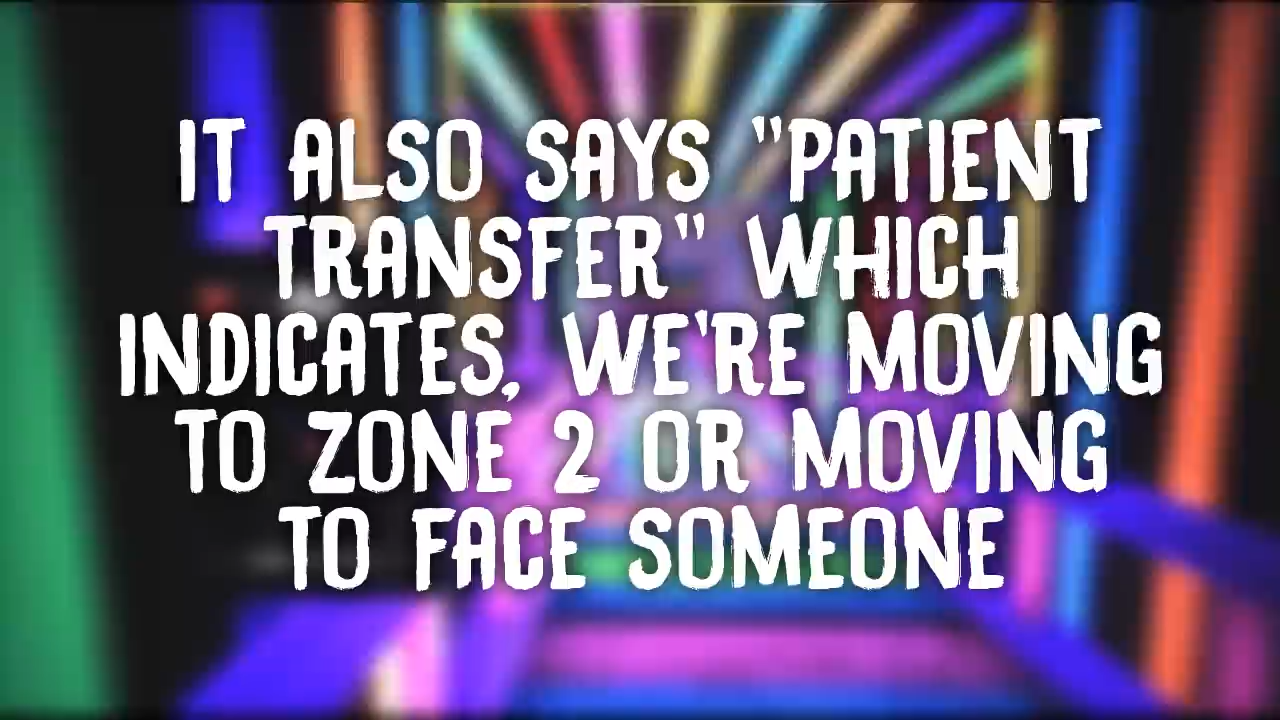 IT ALSO SAYS "PATIENT
TRANSFER" WHICH
INDICATES, WE'RE MOVING
TO ZONE 2 OR MOVING
TO FACE SOMEONE